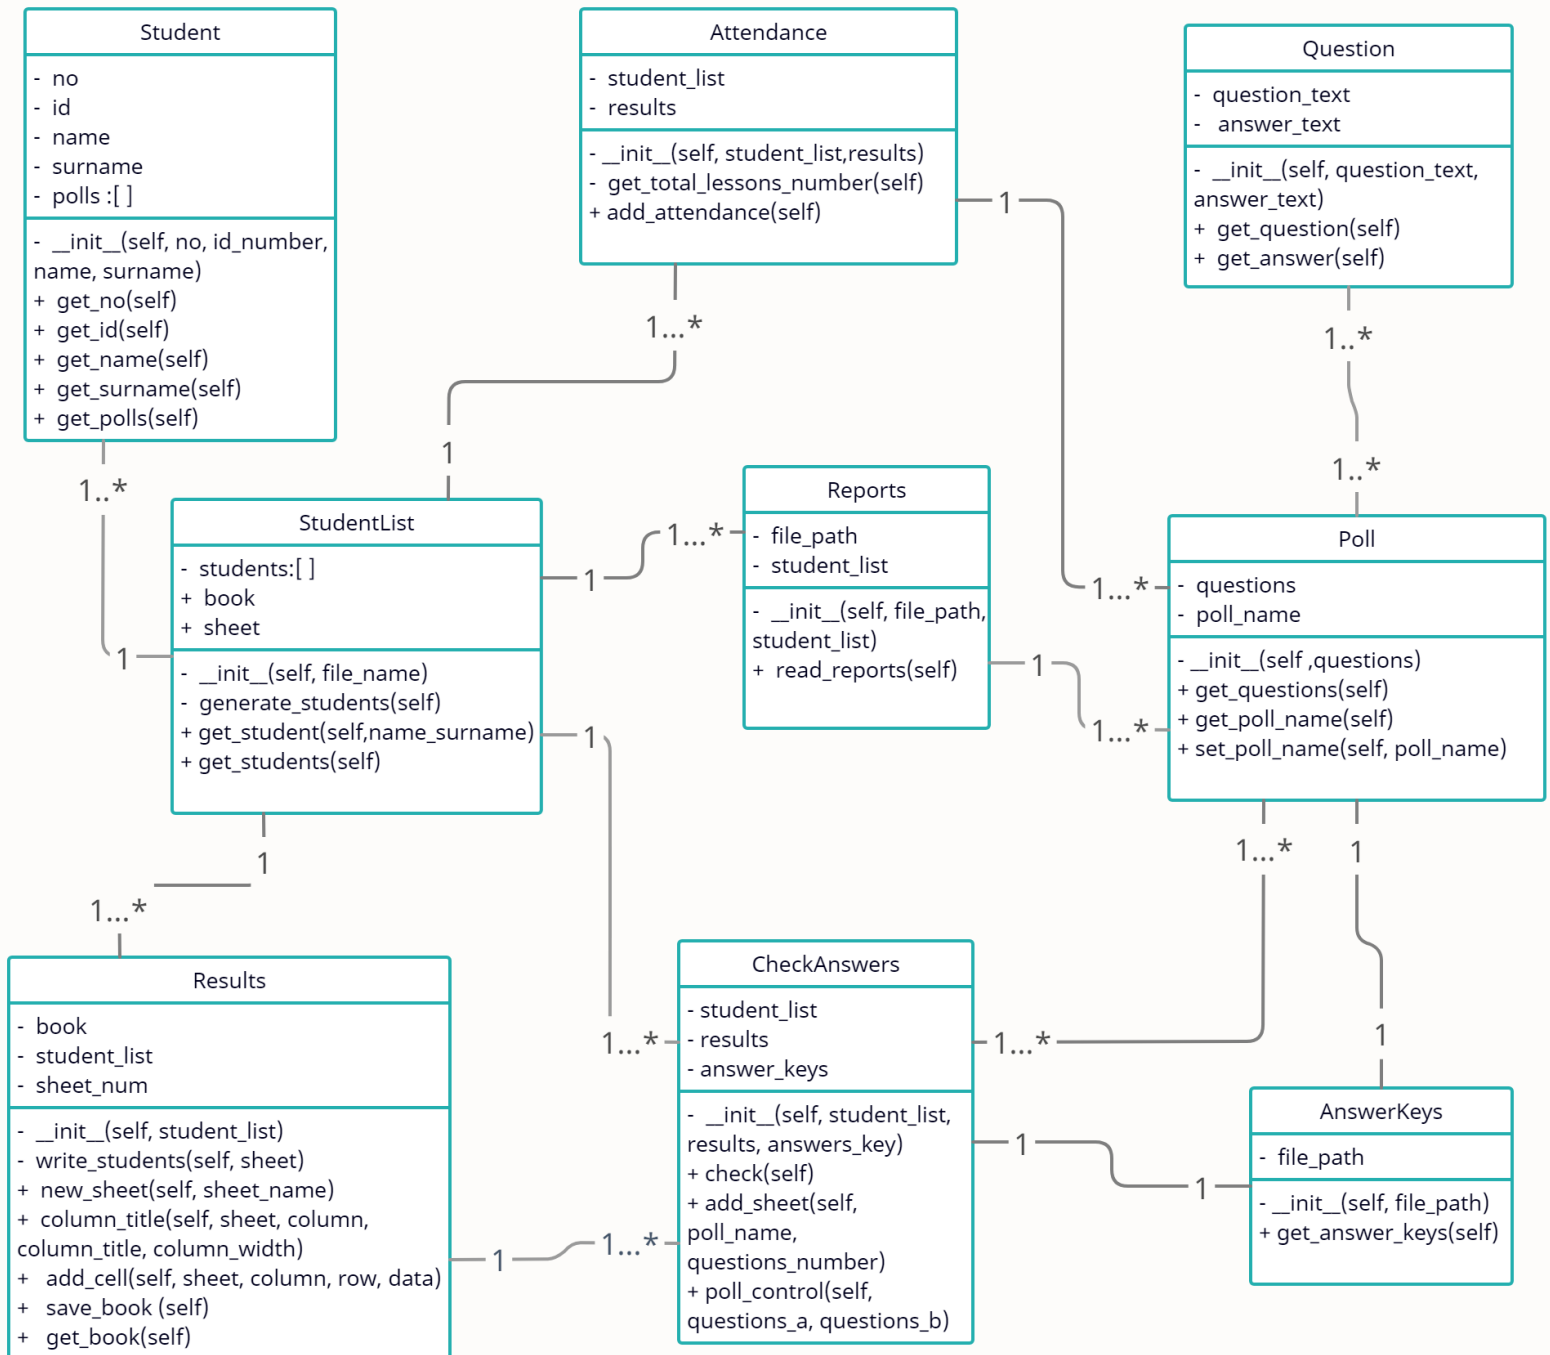 Student
- no
- id
- name
- surname
- polls :[ ]
- __init__(self, no, id_number,
name, surname)
+ get_no(self)
+ get_id(self)
+ get_name(self)
+ get_surname(self)
+ get_polls(self)
Attendance
- student_list
- results
- __init__(self, student_list,results)
- get_total_lessons_number(self)
+ add_attendance(self)
Question
- question_text
- answer_text
- __init__(self, question_text,
answer_text)
+ get_question(self)
+ get_answer(self)
1
1...*
1..*
1
1..*
1..*
StudentList
- students:[ ]
+ book
+ sheet
- __init__(self, file_name)
- generate_students(self)
+ get_student(self,name_surname)
+ get_students(self)
1
1
1...*
1
Reports
- file_path
- student_list
- __init__(self, file_path,
student_list)
+ read_reports(self)
1...*
1
1...*
Poll
- questions
- poll_name
- __init__(self ,questions)
+ get_questions(self)
+ get_poll_name(self)
+ set_poll_name(self, poll_name)
1
1...*
1...*
1
Results
- book
- student_list
- sheet_num
- __init__(self, student_list)
- write_students(self, sheet)
+ new_sheet(self, sheet_name)
+ column_title(self, sheet, column,
column_title, column_width)
+ add_cell(self, sheet, column, row, data)
+ save_book (self)
+ get_book(self)
1...*
1
1...*
CheckAnswers
- student_list
- results
- answer_keys
- __init__(self, student_list,
results, answers_key)
+ check(self)
+ add_sheet(self,
poll_name,
questions_number)
+ poll_control(self,
questions_a, questions_b)
1...*
1
1
1
AnswerKeys
- file_path
- __init__(self, file_path)
+ get_answer_keys(self)